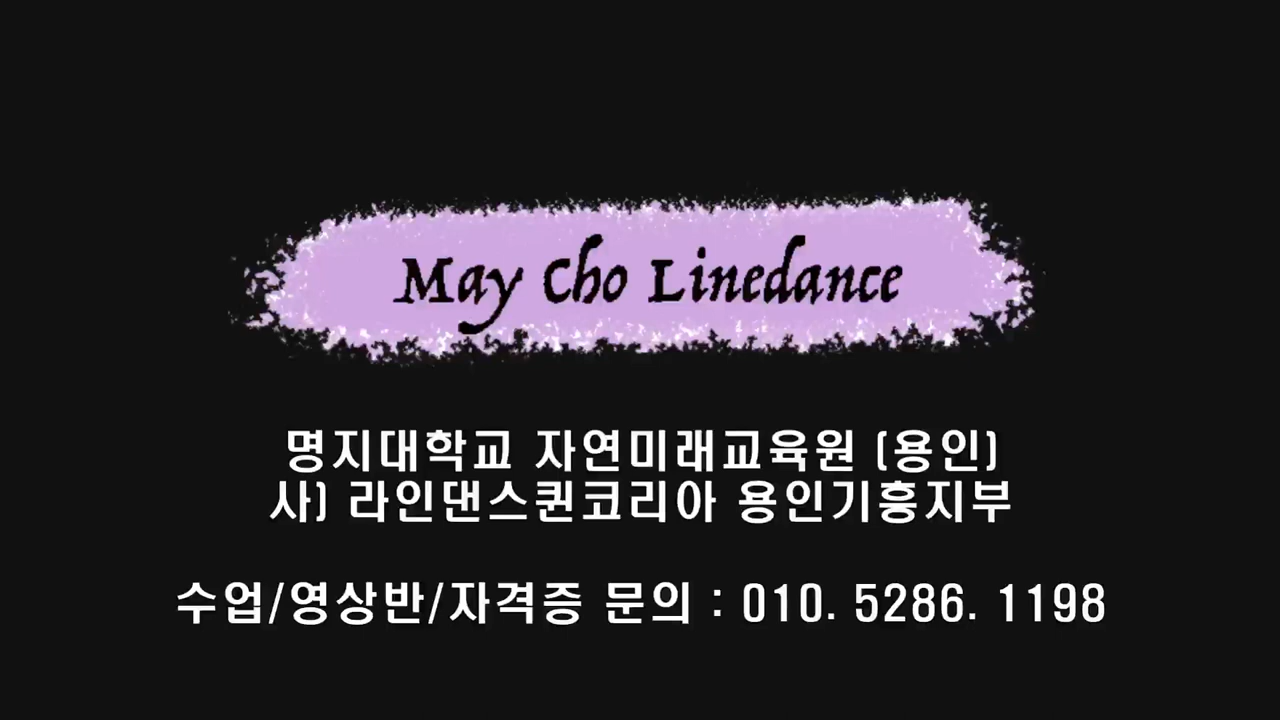 May Cho Linedance
명지대학교 자연미래교육원 (용인)
사) 라인댄스퀸코리아 용인기흥지부
수업/영상반/자격증 문의 : 010. 5286. 1198